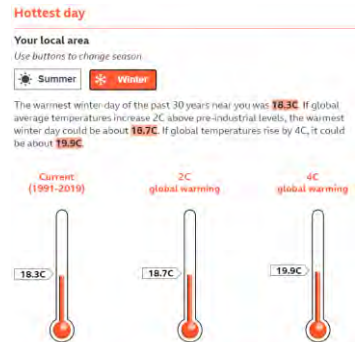 Hottest day
Your local area
Use buttons to change season
Summer
Winter
The warmest winter day of the past 30 years near you was 18.3C. If global
average temperatures increase 2C above pre-industrial levels, the warmest
winter day could be about 18.7C. If global temperatures rise by 4C, it could
be about 19.9C.
Current 2C 4C
(1991-2019) global warming global warming
18.3C 18.7C 19.9C